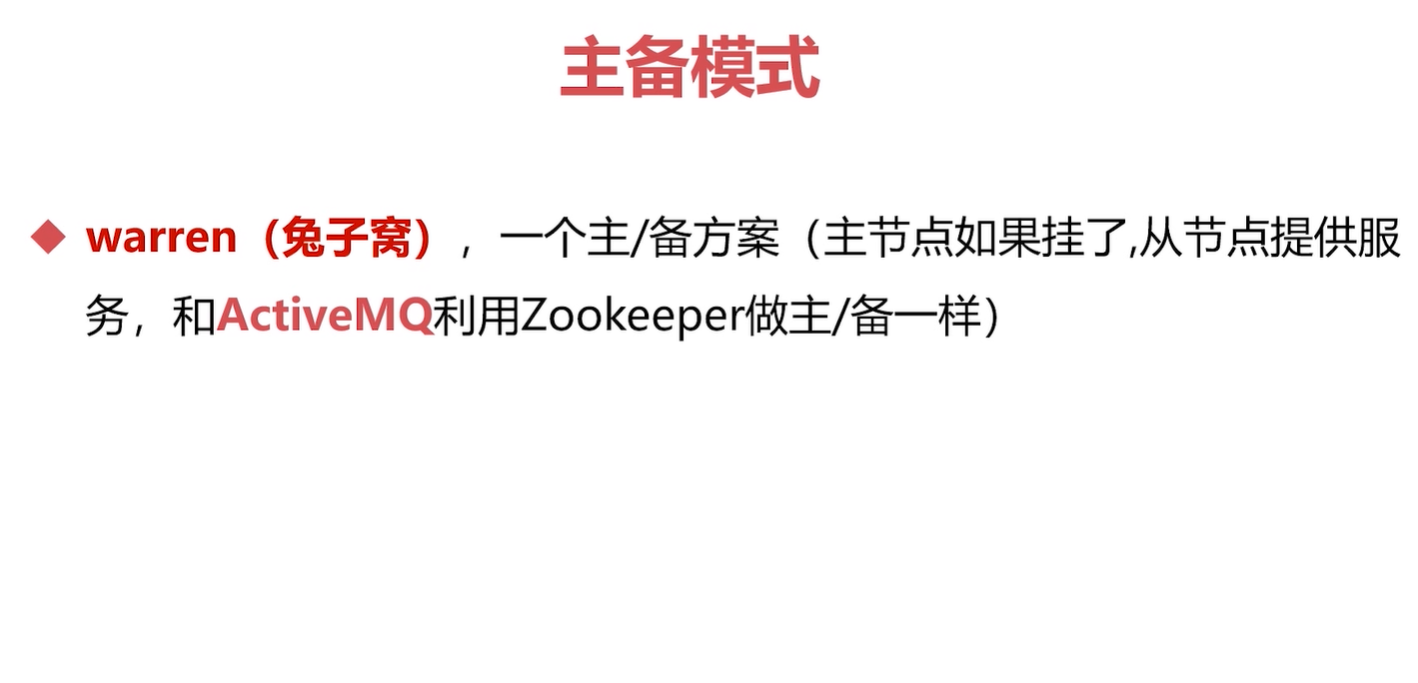 主备模式
warren（兔子窝），一个主/备方案（主节点如果挂了,从节点提供服
务，和ActiveMQ利用Zookeeper做主/备一样）